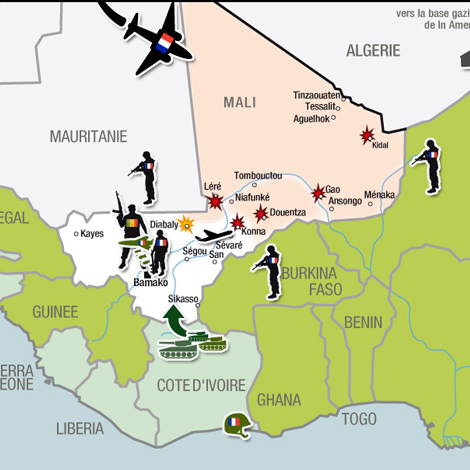 vers la base gazi
de In Amer
ALGERIE
MALI
Tinzaouaten
Tessalit
Aguelhok
Kidal
MAURITANIE
Tombouctou
Léré
Niafunké
Gao
Ansongo
Ménaka
Douentza
EGAL
Kayes
Diabaly
Konna
Sévaré
Ségou
San
Bamako
BURKINA
FASO
Sikasso
GUINEE
BENIN
ERRA
EONE
COTE D'IVOIRE
GHANA
TOGO
LIBERIA